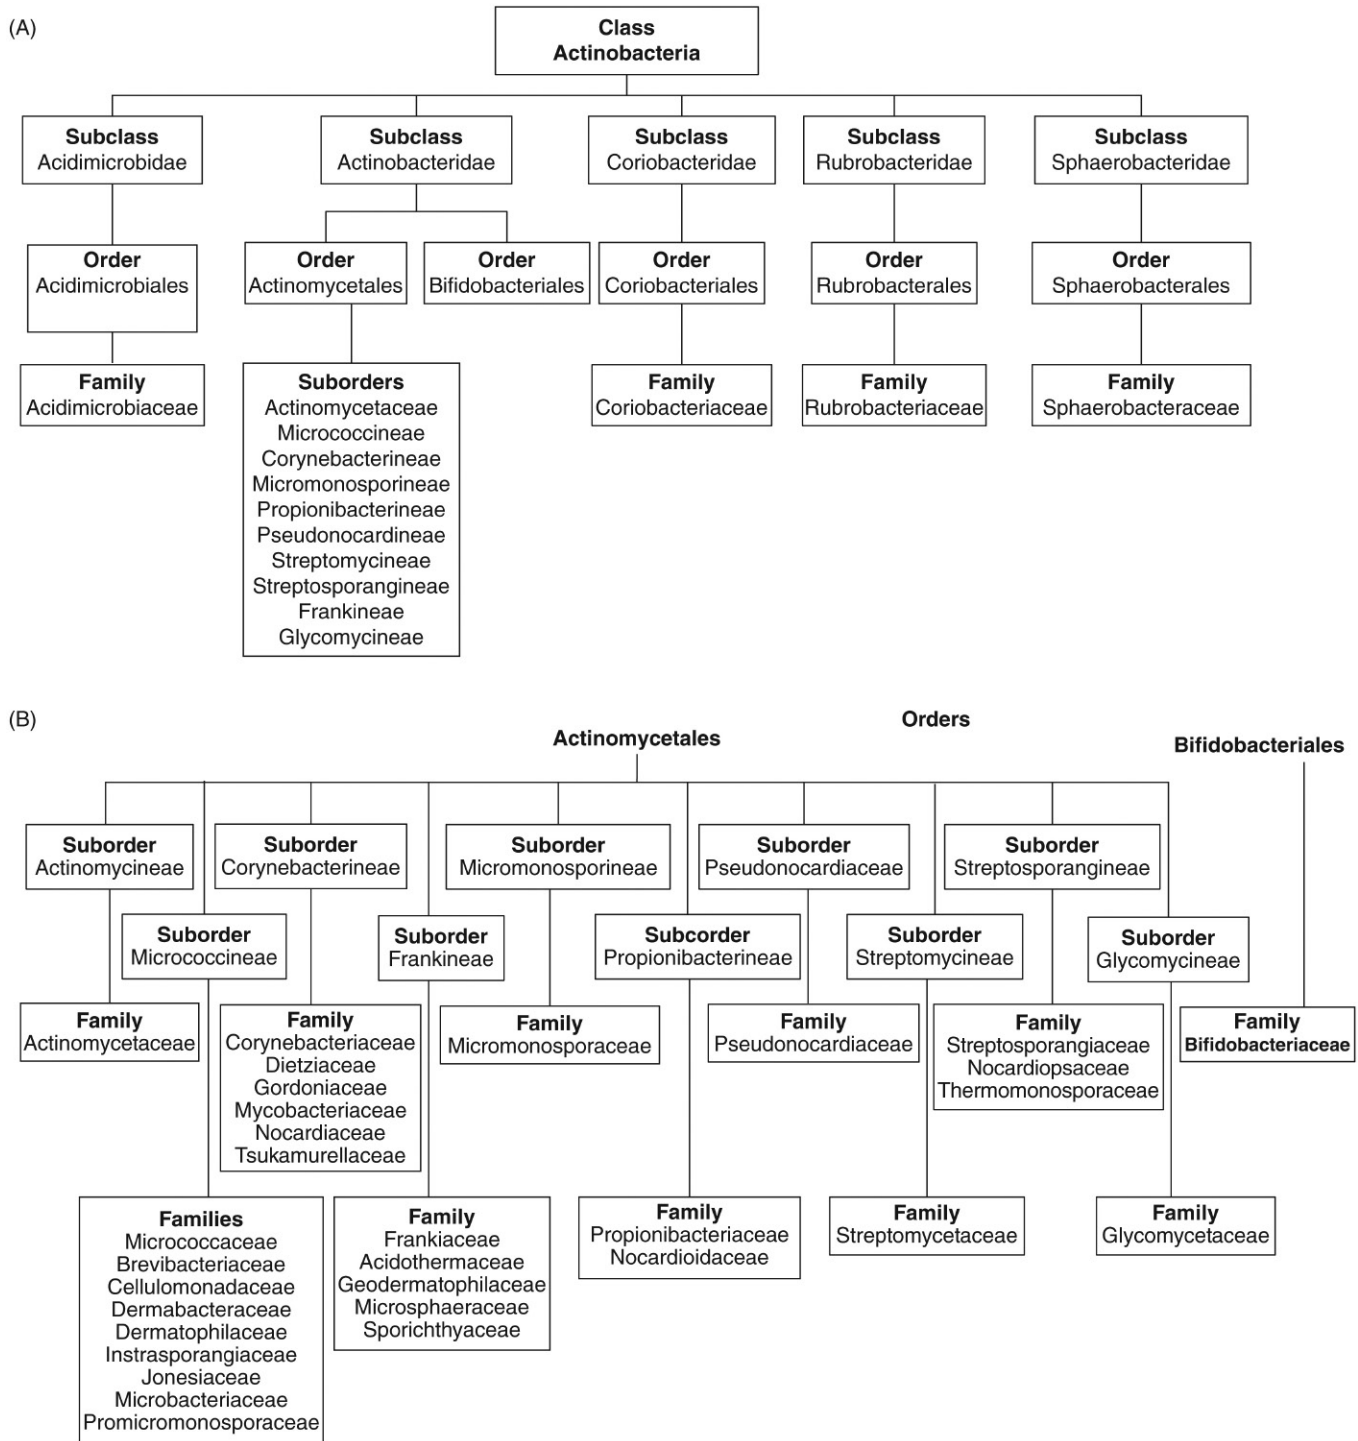 (A)
Class
Actinobacteria
Subclass
Acidimicrobidae
Subclass
Actinobacteridae
Subclass
Coriobacteridae
Subclass
Rubrobacteridae
Subclass
Sphaerobacteridae
Order
Acidimicrobiales
Order
Actinomycetales
Order
Bifidobacteriales
Order
Coriobacteriales
Order
Rubrobacterales
Order
Sphaerobacterales
Family
Acidimicrobiaceae
Suborders
Actinomycetaceae
Micrococcineae
Corynebacterineae
Micromonosporineae
Propionibacterineae
Pseudonocardineae
Streptomycineae
Streptosporangineae
Frankineae
Glycomycineae
Family
Coriobacteriaceae
Family
Rubrobacteriaceae
Family
Sphaerobacteraceae
(B)
Orders
Actinomycetales
Bifidobacteriales
Suborder
Actinomycineae
Suborder
Corynebacterineae
Suborder
Micromonosporineae
Suborder
Pseudonocardiaceae
Suborder
Streptosporangineae
Suborder
Micrococcineae
Suborder
Frankineae
Subcorder
Propionibacterineae
Suborder
Streptomycineae
Suborder
Glycomycineae
Family
Actinomycetaceae
Family
Corynebacteriaceae
Dietziaceae
Gordoniaceae
Mycobacteriaceae
Nocardiaceae
Tsukamurellaceae
Family
Micromonosporaceae
Family
Pseudonocardiaceae
Family
Streptosporangiaceae
Nocardiopsaceae
Thermomonosporaceae
Family
Bifidobacteriaceae
Families
Micrococcaceae
Brevibacteriaceae
Cellulomonadaceae
Dermabacteraceae
Dermatophilaceae
Instrasporangiaceae
Jonesiaceae
Microbacteriaceae
Promicromonosporaceae
Family
Frankiaceae
Acidothermaceae
Geodermatophilaceae
Microsphaeraceae
Sporichthyaceae
Family
Propionibacteriaceae
Nocardioidaceae
Family
Streptomycetaceae
Family
Glycomycetaceae